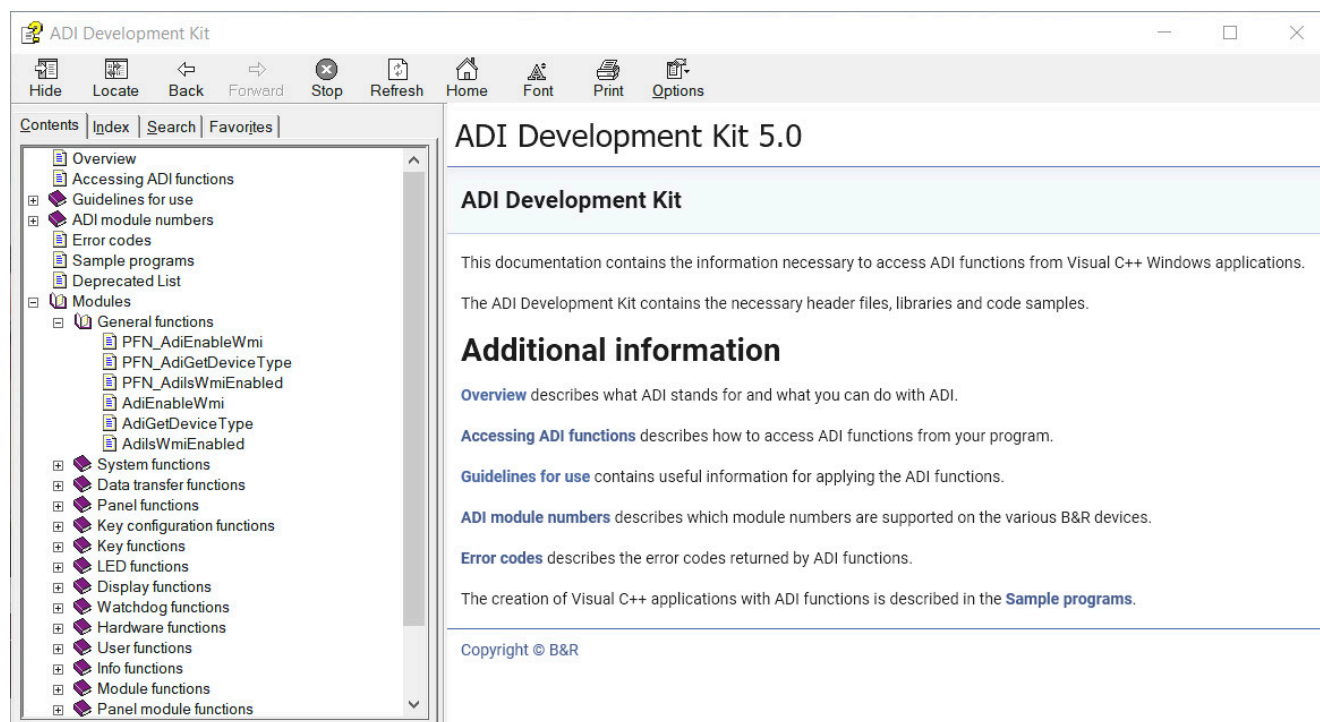 ADI Development Kit
Hide Locate Back Forward Stop Refresh Home Font Print Options
Contents Index Search Favorites
Overview
Accessing ADI functions
Guidelines for use
ADI module numbers
Error codes
Sample programs
Deprecated List
Modules
General functions
PFN_AdiEnableWmi
PFN_AdiGetDeviceType
PFN_AdiIsWmiEnabled
AdiEnableWmi
AdiGetDeviceType
AdiIsWmiEnabled
System functions
Data transfer functions
Panel functions
Key configuration functions
Key functions
LED functions
Display functions
Watchdog functions
Hardware functions
User functions
Info functions
Module functions
Panel module functions
ADI Development Kit 5.0
ADI Development Kit
This documentation contains the information necessary to access ADI functions from Visual C++ Windows applications.
The ADI Development Kit contains the necessary header files, libraries and code samples.
Additional information
Overview describes what ADI stands for and what you can do with ADI.
Accessing ADI functions describes how to access ADI functions from your program.
Guidelines for use contains useful information for applying the ADI functions.
ADI module numbers describes which module numbers are supported on the various B&R devices.
Error codes describes the error codes returned by ADI functions.
The creation of Visual C++ applications with ADI functions is described in the Sample programs.
Copyright © B&R